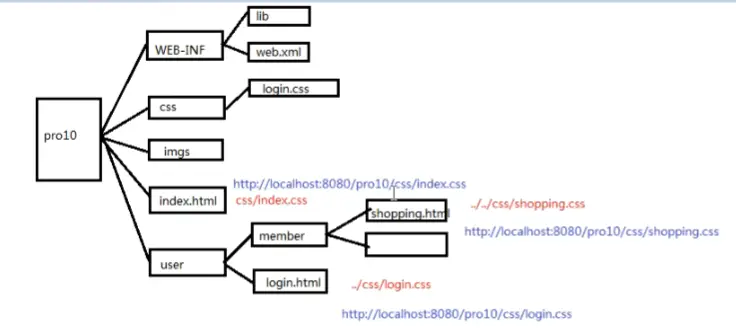 lib
WEB-INF
web.xml
login.css
css
pro10
imgs
http://localhost:8080/pro10/css/index.css
index.html
css/index.css
shopping.html
../../css/shopping.css
member
http://localhost:8080/pro10/css/shopping.css
user
login.html
../css/login.css
http://localhost:8080/pro10/css/login.css